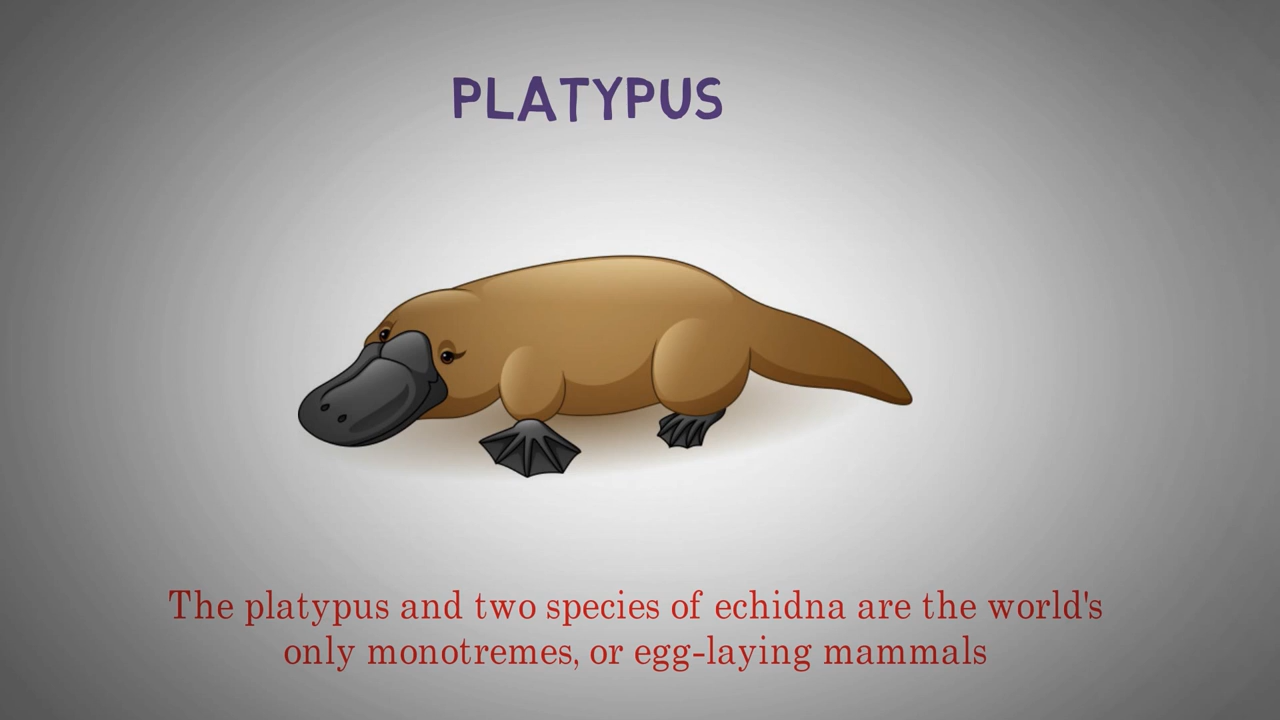 PLATYPUS
The platypus and two species of echidna are the world's
only monotremes, or egg-laying mammals